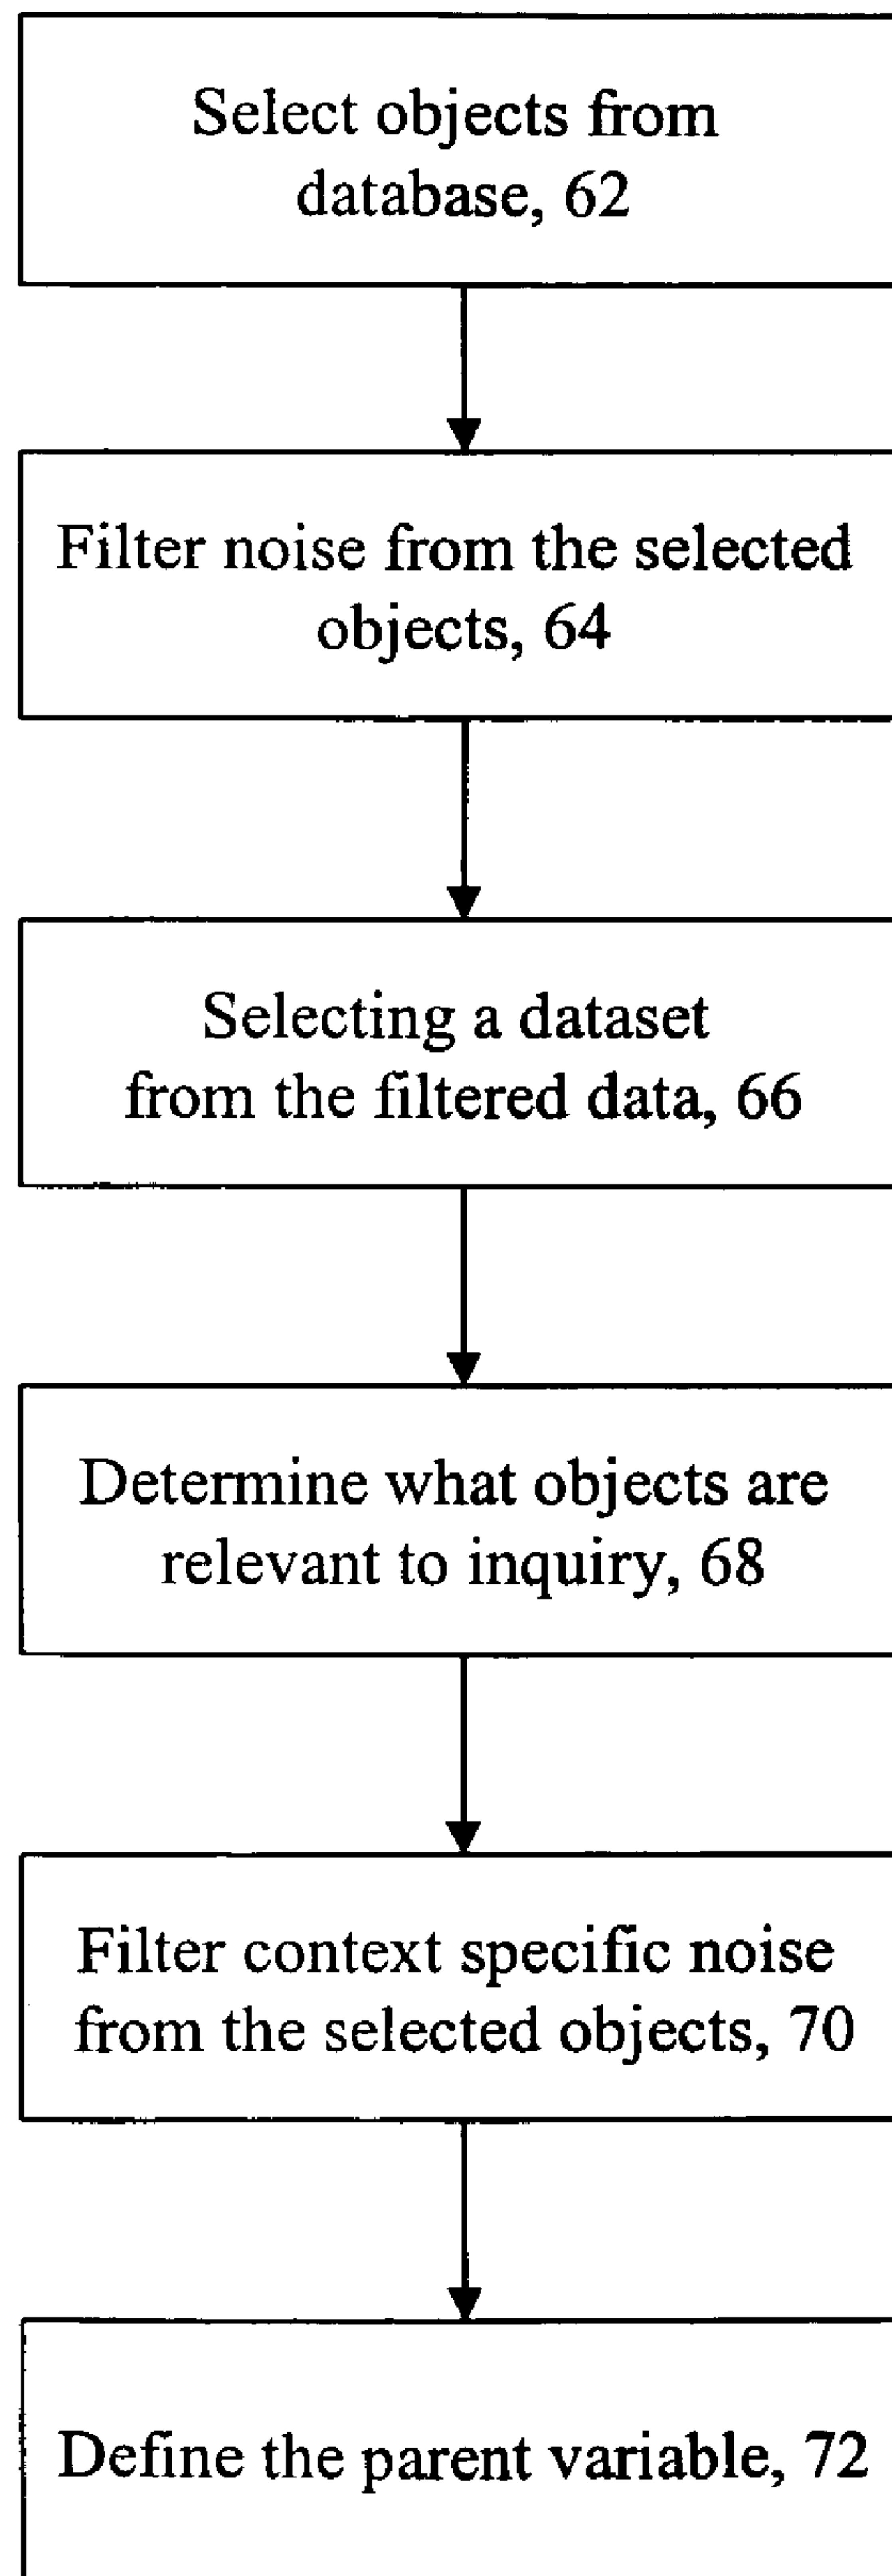 Select objects from
database, 62
Filter noise from the selected
objects, 64
Selecting a dataset
from the filtered data, 66
Determine what objects are
relevant to inquiry, 68
Filter context specific noise
from the selected objects, 70
Define the parent variable, 72